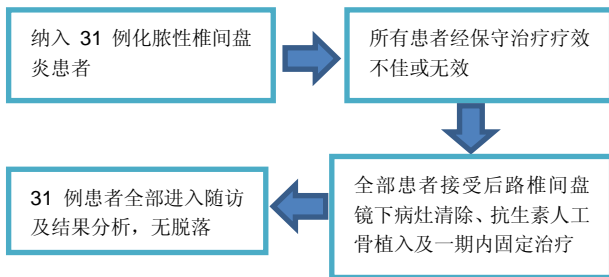 纳入 31 例化脓性椎间盘
炎患者
所有患者经保守治疗疗效
不佳或无效
全部患者接受后路椎间盘
镜下病灶清除、抗生素人工
骨植入及一期内固定治疗
31 例患者全部进入随访
及结果分析，无脱落